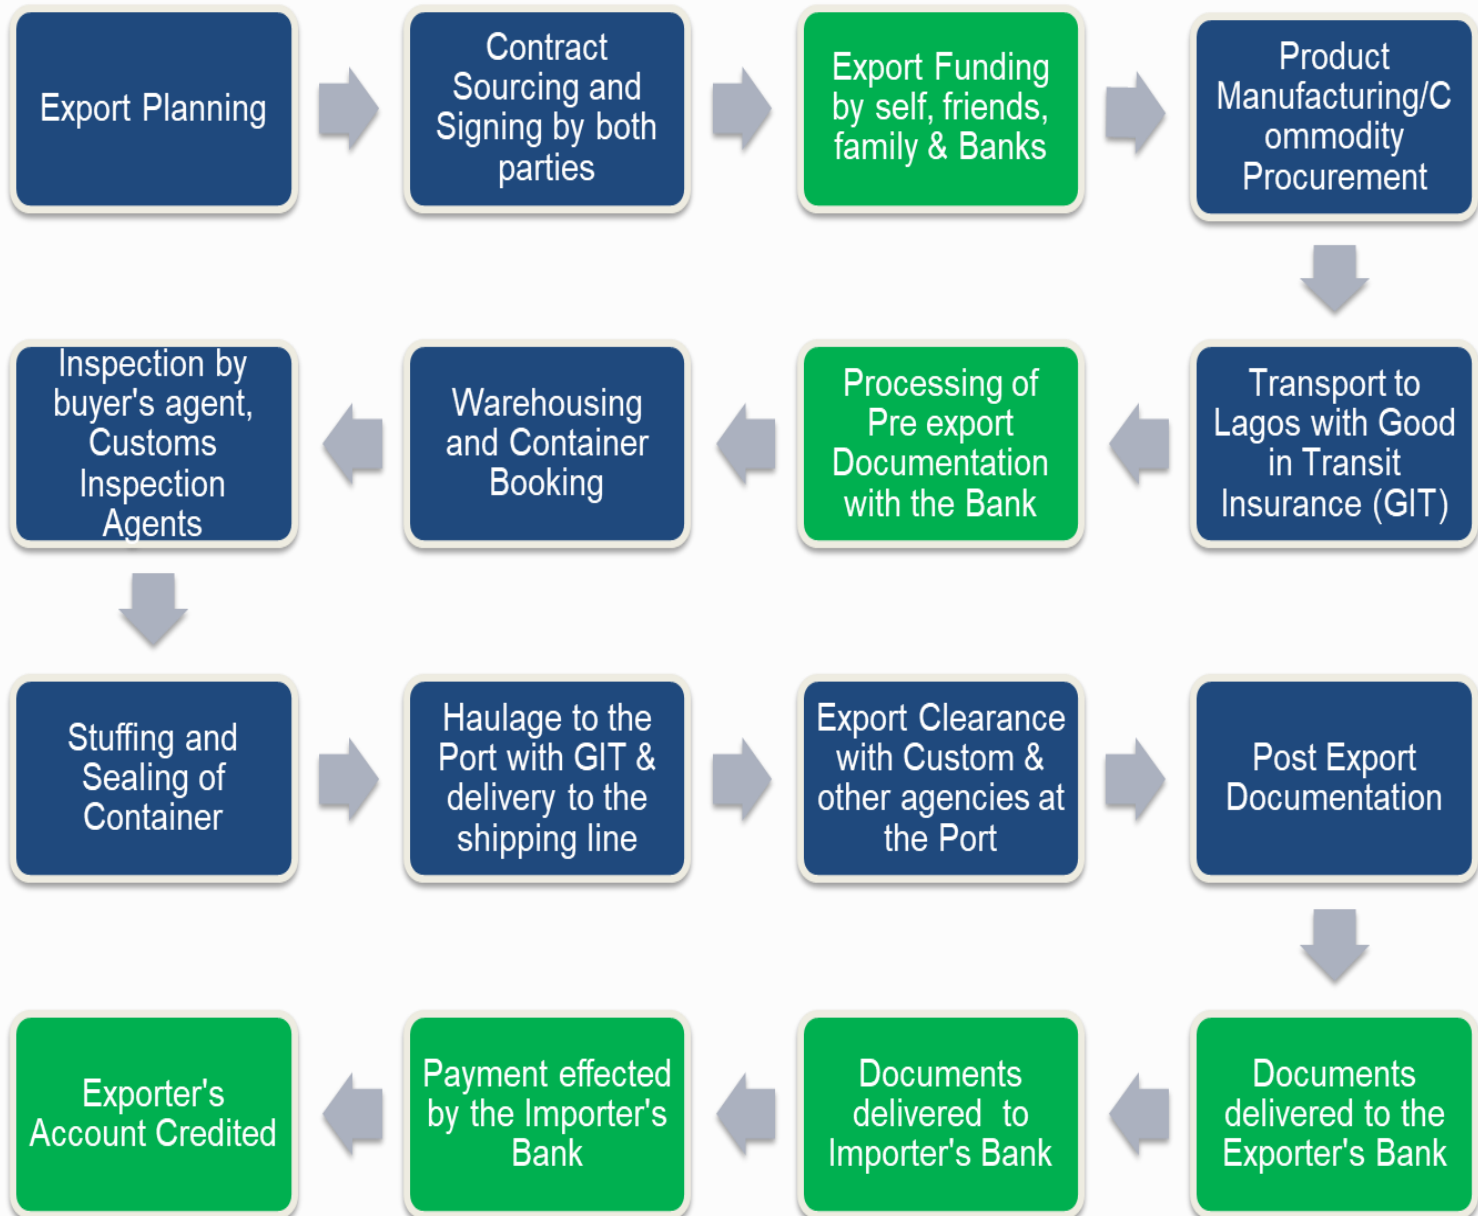 Export Planning
Contract
Sourcing and
Signing by both
parties
Export Funding
by self, friends,
family & Banks
Product
Manufacturing/C
ommodity
Procurement
Transport to
Lagos with Good
in Transit
Insurance (GIT)
Processing of
Pre export
Documentation
with the Bank
Warehousing
and Container
Booking
Inspection by
buyer's agent,
Customs
Inspection
Agents
Stuffing and
Sealing of
Container
Haulage to the
Port with GIT &
delivery to the
shipping line
Export Clearance
with Custom &
other agencies at
the Port
Post Export
Documentation
Documents
delivered to the
Exporter's Bank
Documents
delivered to
Importer's Bank
Payment effected
by the Importer's
Bank
Exporter's
Account Credited